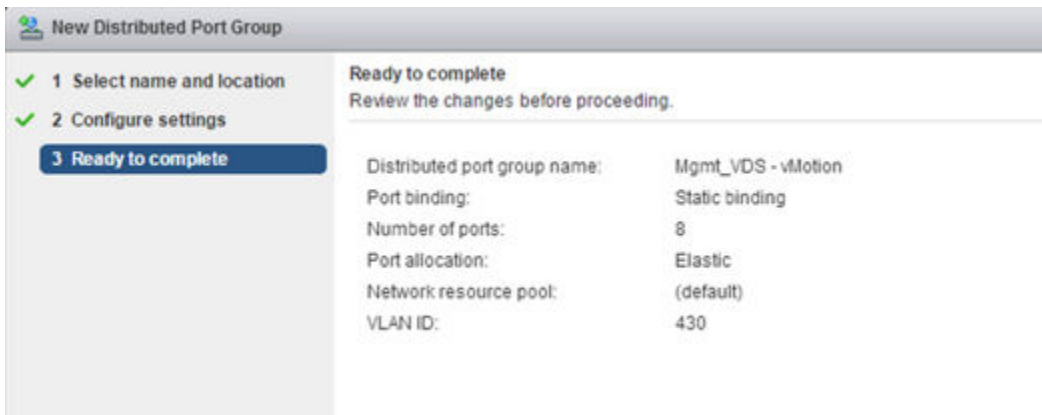 New Distributed Port Group
1 Select name and location
2 Configure settings
3 Ready to complete
Ready to complete
Review the changes before proceeding.
Distributed port group name: Mgmt_VDS - vMotion
Port binding: Static binding
Number of ports: 8
Port allocation: Elastic
Network resource pool: (default)
VLAN ID: 430